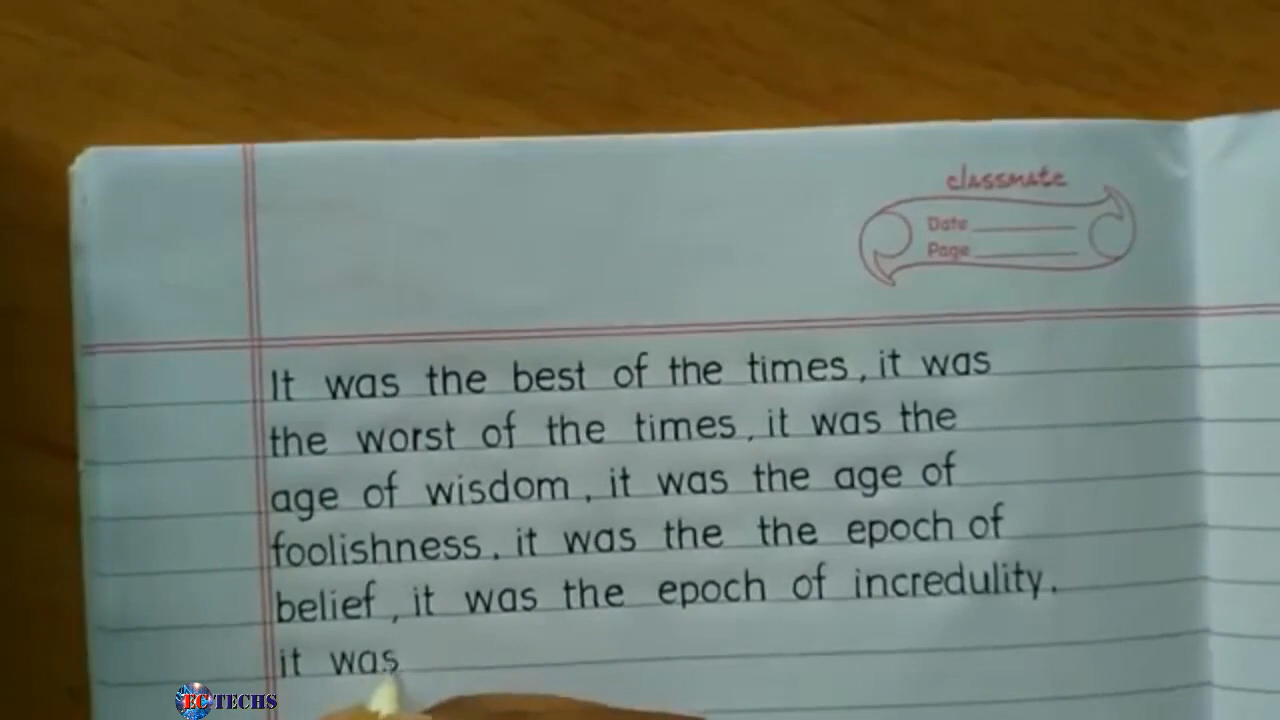 classmate
Date
Page
It was the best of the times, it was
the worst of the times, it was the
age of wisdom, it was the age of
foolishness, it was the the epoch of
belief, it was the epoch of incredulity.
it was
EC TECHS